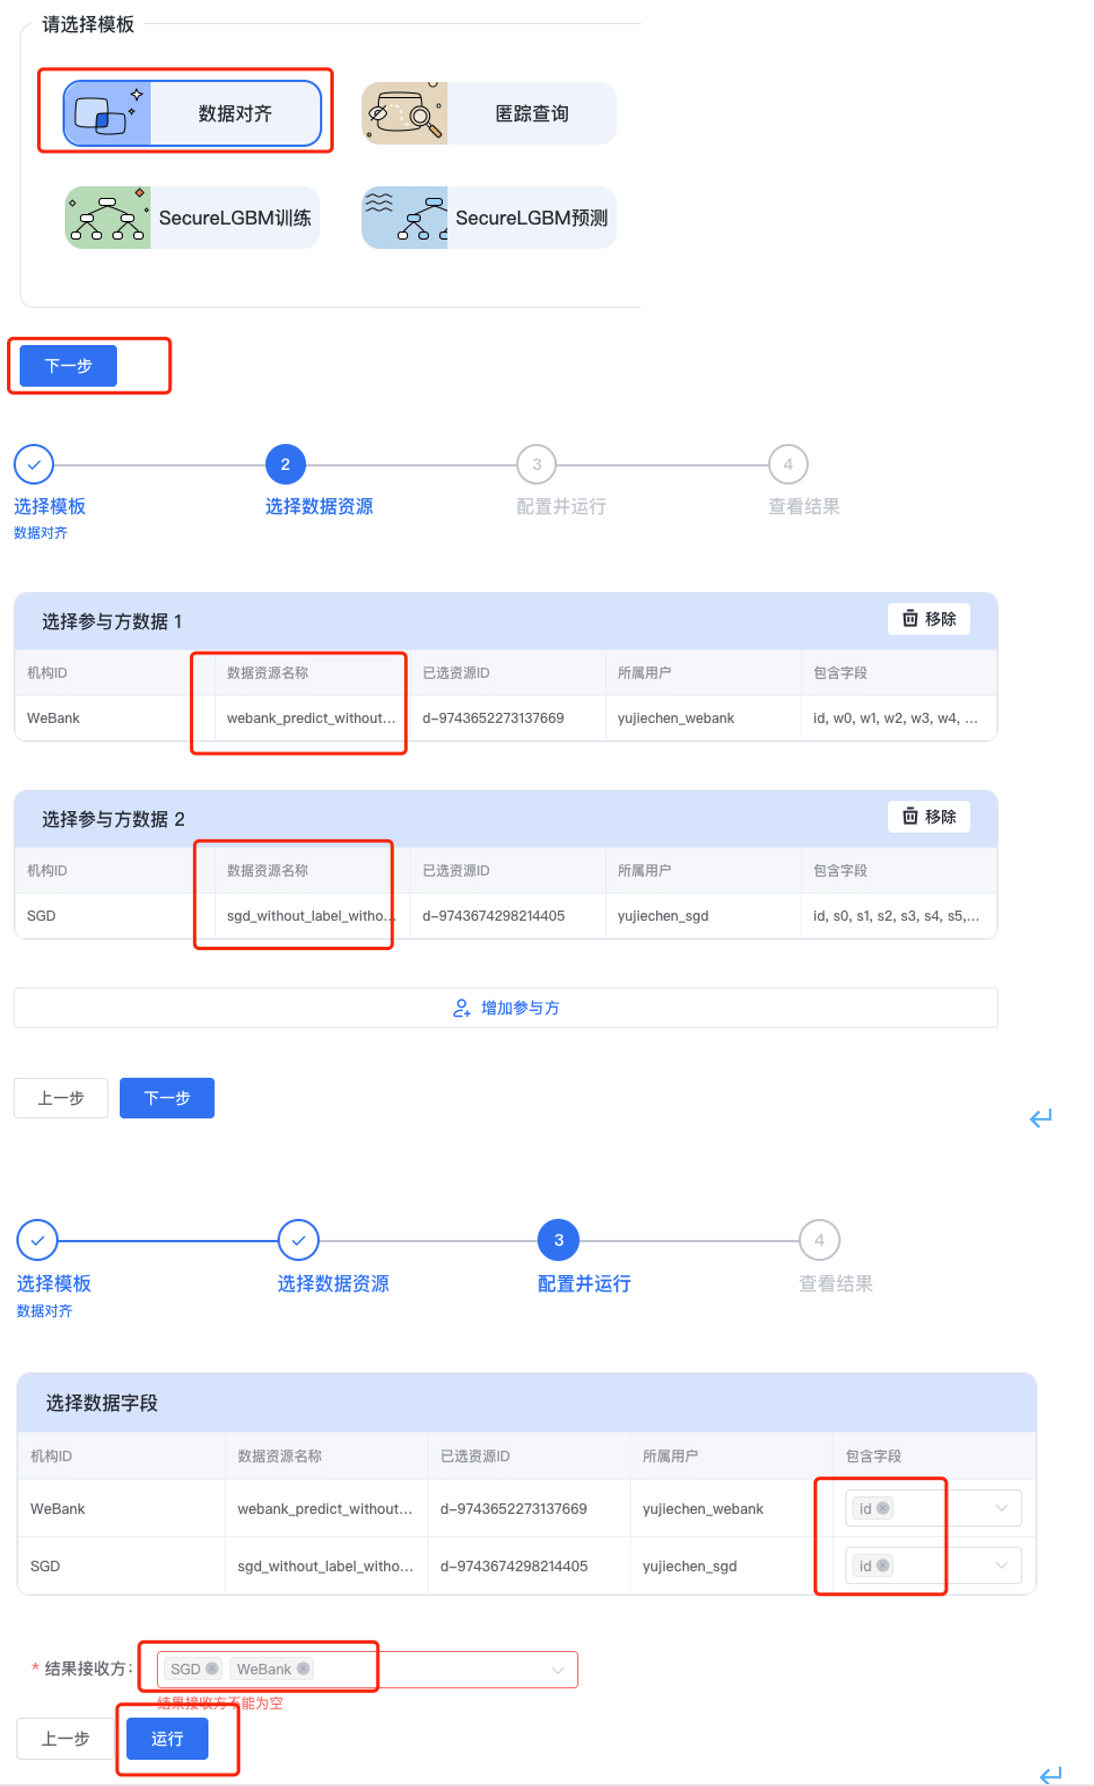 请选择模板
数据对齐
匿踪查询
SecureLGBM训练
SecureLGBM预测
下一步
2
3
4
选择模板
选择数据资源
配置并运行
查看结果
数据对齐
选择参与方数据 1
移除
机构ID
数据资源名称
已选资源ID
所属用户
包含字段
WeBank
webank_predict_without...
d-9743652273137669
yujiechen_webank
id, w0, w1, w2, w3, w4, ...
选择参与方数据 2
移除
机构ID
数据资源名称
已选资源ID
所属用户
包含字段
SGD
sgd_without_label_witho...
d-9743674298214405
yujiechen_sgd
id, s0, s1, s2, s3, s4, s5,...
增加参与方
上一步
下一步
3
4
选择模板
选择数据资源
配置并运行
查看结果
数据对齐
选择数据字段
机构ID
数据资源名称
已选资源ID
所属用户
包含字段
WeBank
webank_predict_without...
d-9743652273137669
yujiechen_webank
id
SGD
sgd_without_label_witho...
d-9743674298214405
yujiechen_sgd
id
* 结果接收方:
SGD
WeBank
结果接收方不能为空
上一步
运行